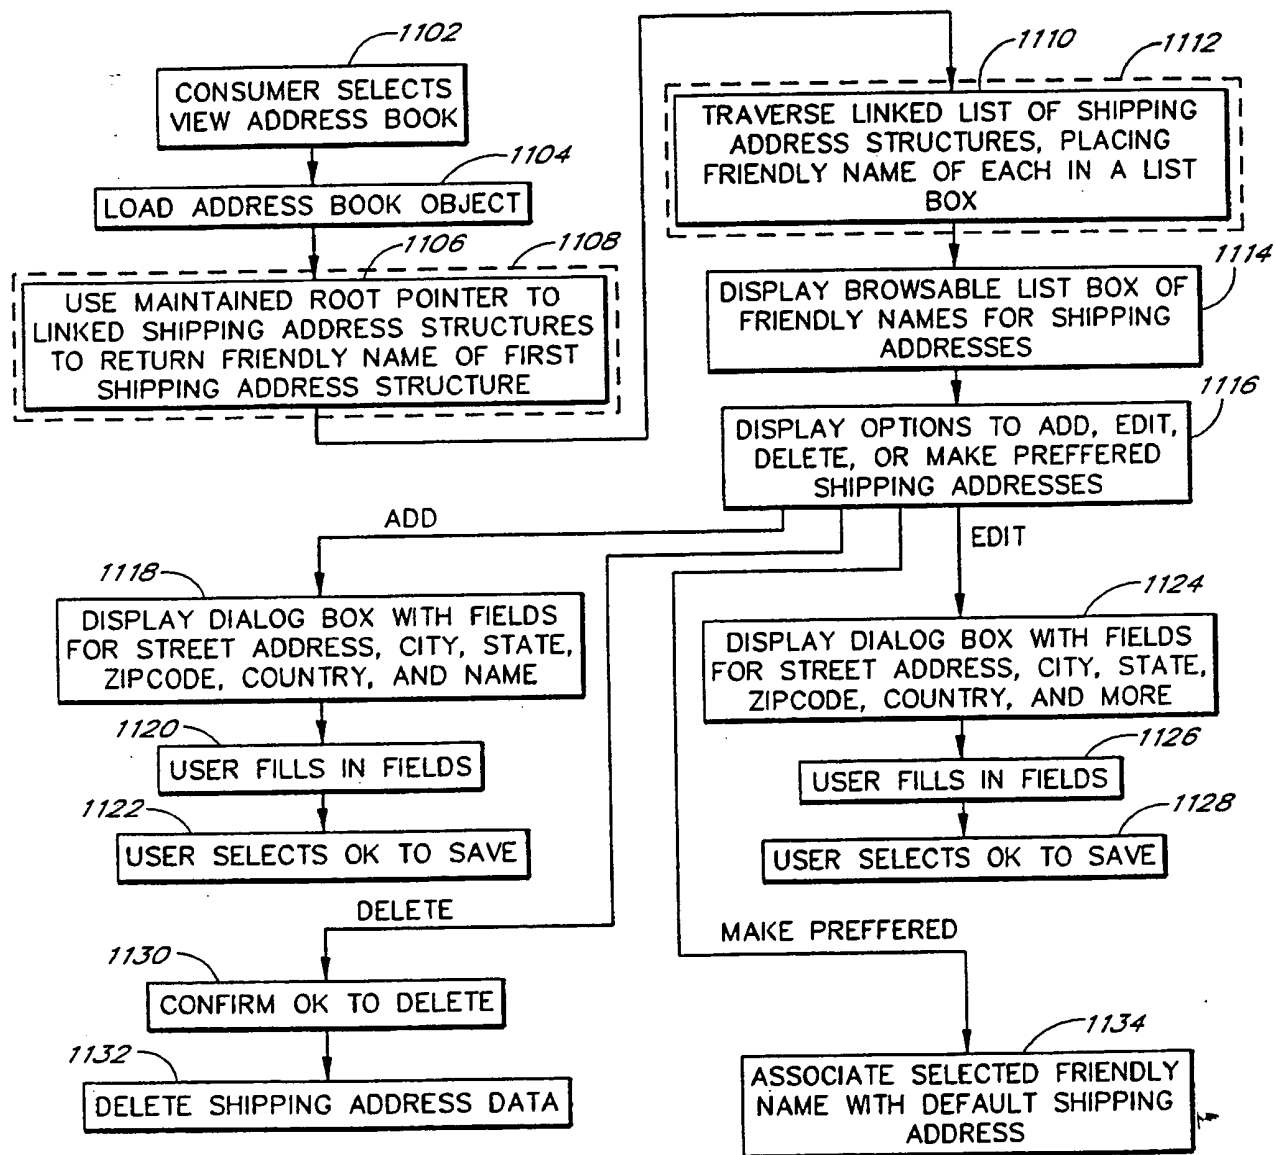 1102
CONSUMER SELECTS
VIEW ADDRESS BOOK
1104
LOAD ADDRESS BOOK OBJECT
1106
1108
USE MAINTAINED ROOT POINTER TO
LINKED SHIPPING ADDRESS STRUCTURES
TO RETURN FRIENDLY NAME OF FIRST
SHIPPING ADDRESS STRUCTURE
1110
1112
TRAVERSE LINKED LIST OF SHIPPING
ADDRESS STRUCTURES, PLACING
FRIENDLY NAME OF EACH IN A LIST
BOX
1114
DISPLAY BROWSABLE LIST BOX OF
FRIENDLY NAMES FOR SHIPPING
ADDRESSES
1116
DISPLAY OPTIONS TO ADD, EDIT,
DELETE, OR MAKE PREFFERED
SHIPPING ADDRESSES
ADD
1118
DISPLAY DIALOG BOX WITH FIELDS
FOR STREET ADDRESS, CITY, STATE,
ZIPCODE, COUNTRY, AND NAME
1120
USER FILLS IN FIELDS
1122
USER SELECTS OK TO SAVE
EDIT
1124
DISPLAY DIALOG BOX WITH FIELDS
FOR STREET ADDRESS, CITY, STATE,
ZIPCODE, COUNTRY, AND MORE
1126
USER FILLS IN FIELDS
1128
USER SELECTS OK TO SAVE
DELETE
1130
CONFIRM OK TO DELETE
1132
DELETE SHIPPING ADDRESS DATA
MAKE PREFFERED
1134
ASSOCIATE SELECTED FRIENDLY
NAME WITH DEFAULT SHIPPING
ADDRESS